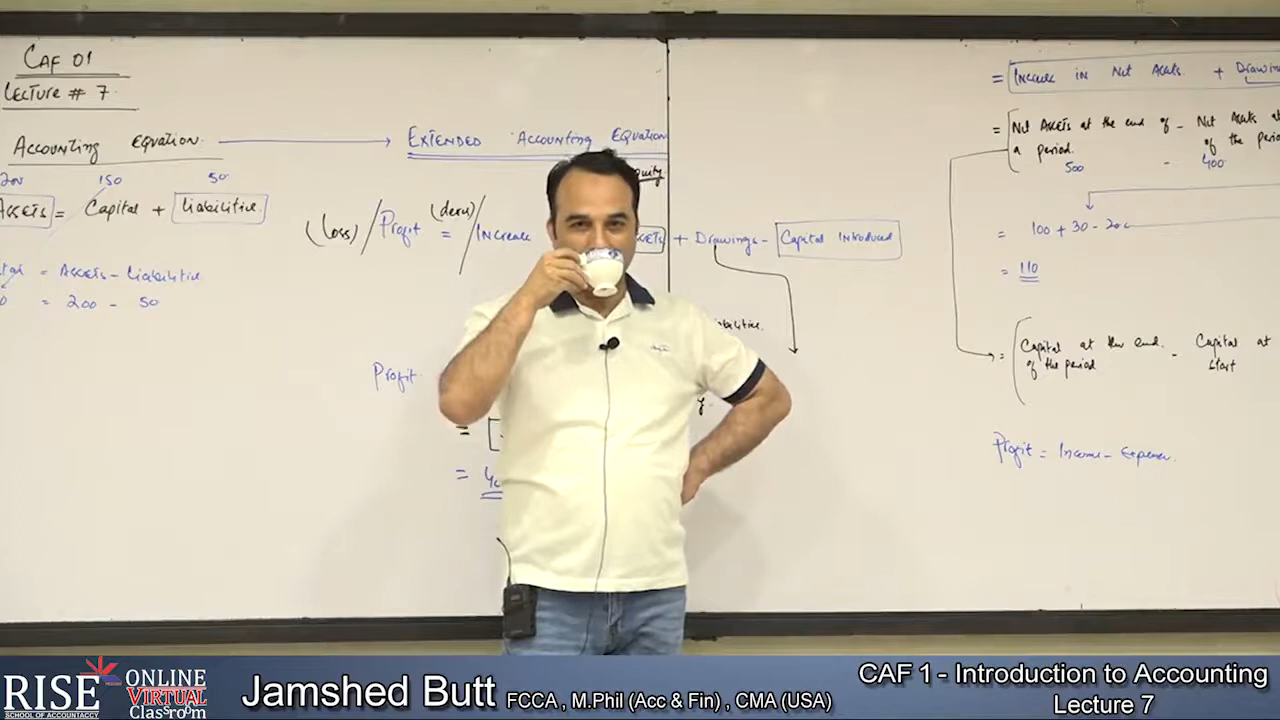 CAF 01
LECTURE # 7.
Accounting Equation
EXTENDED Accounting EQUATION
200 150 50
ASSETS = Capital + Liabilities.
= ASSETS - Liabilities
= 200 - 50
(Loss) / Profit = (decr) / Increase
+ Drawings - Capital Introduced
Profit.
=
=
= Increase in Net Assets + Drawings
= Net Assets at the end of a period. - Net Assets at
of the period
500 - 400
= 100 + 30 - 20
= 110
= Capital at the end of the period - Capital at start
Profit = Income - Expenses.
RISE
SCHOOL OF ACCOUNTANCY
ONLINE
VIRTUAL
Classroom
Jamshed Butt FCCA , M.Phil (Acc & Fin) , CMA (USA)
CAF 1 - Introduction to Accounting
Lecture 7